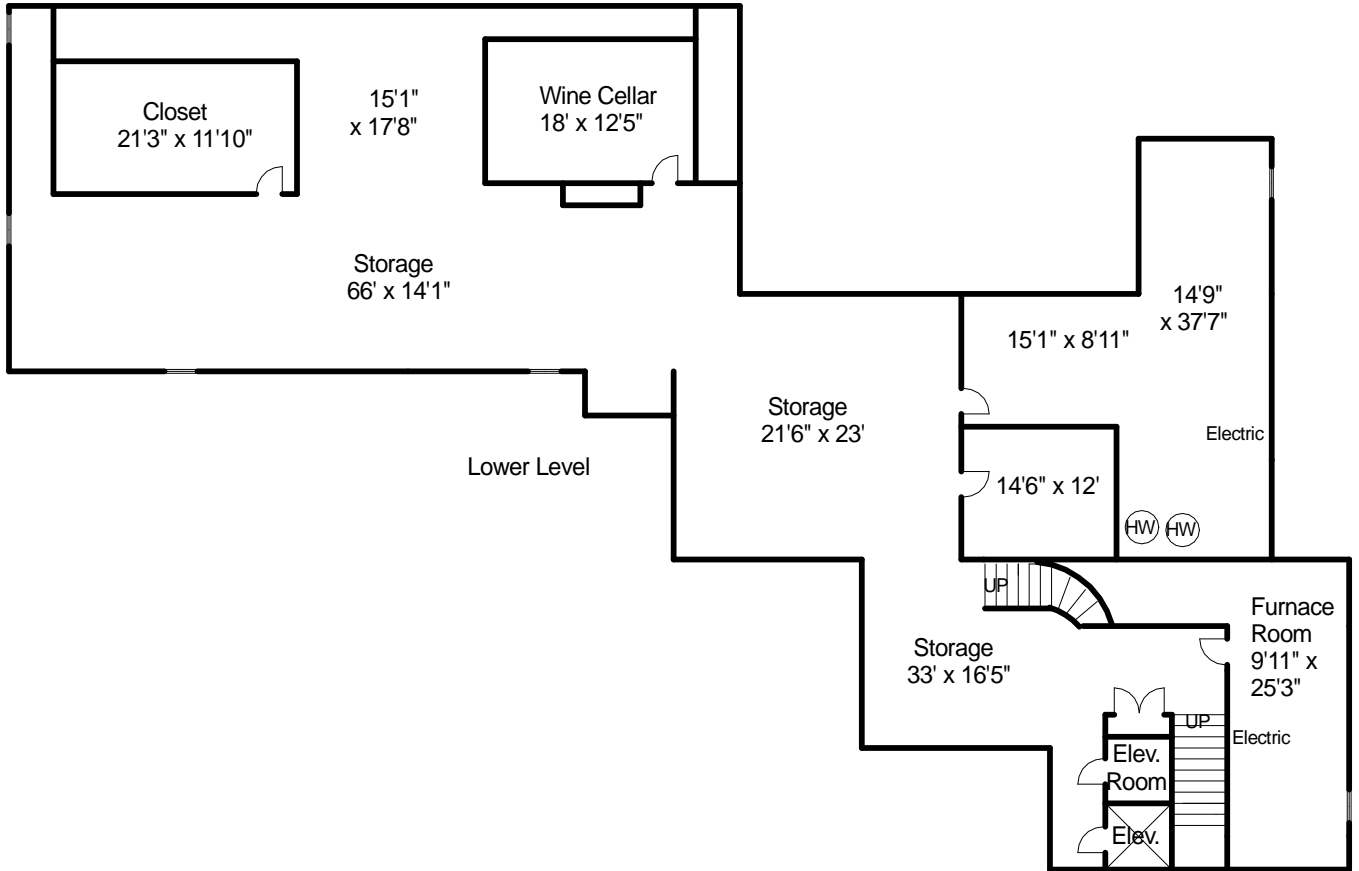 Closet
21'3" x 11'10"
15'1"
x 17'8"
Wine Cellar
18' x 12'5"
Storage
66' x 14'1"
14'9"
x 37'7"
15'1" x 8'11"
Storage
21'6" x 23'
Electric
Lower Level
14'6" x 12'
HW HW
UP
Furnace
Room
9'11" x
25'3"
Storage
33' x 16'5"
UP
Electric
Elev.
Room
Elev.